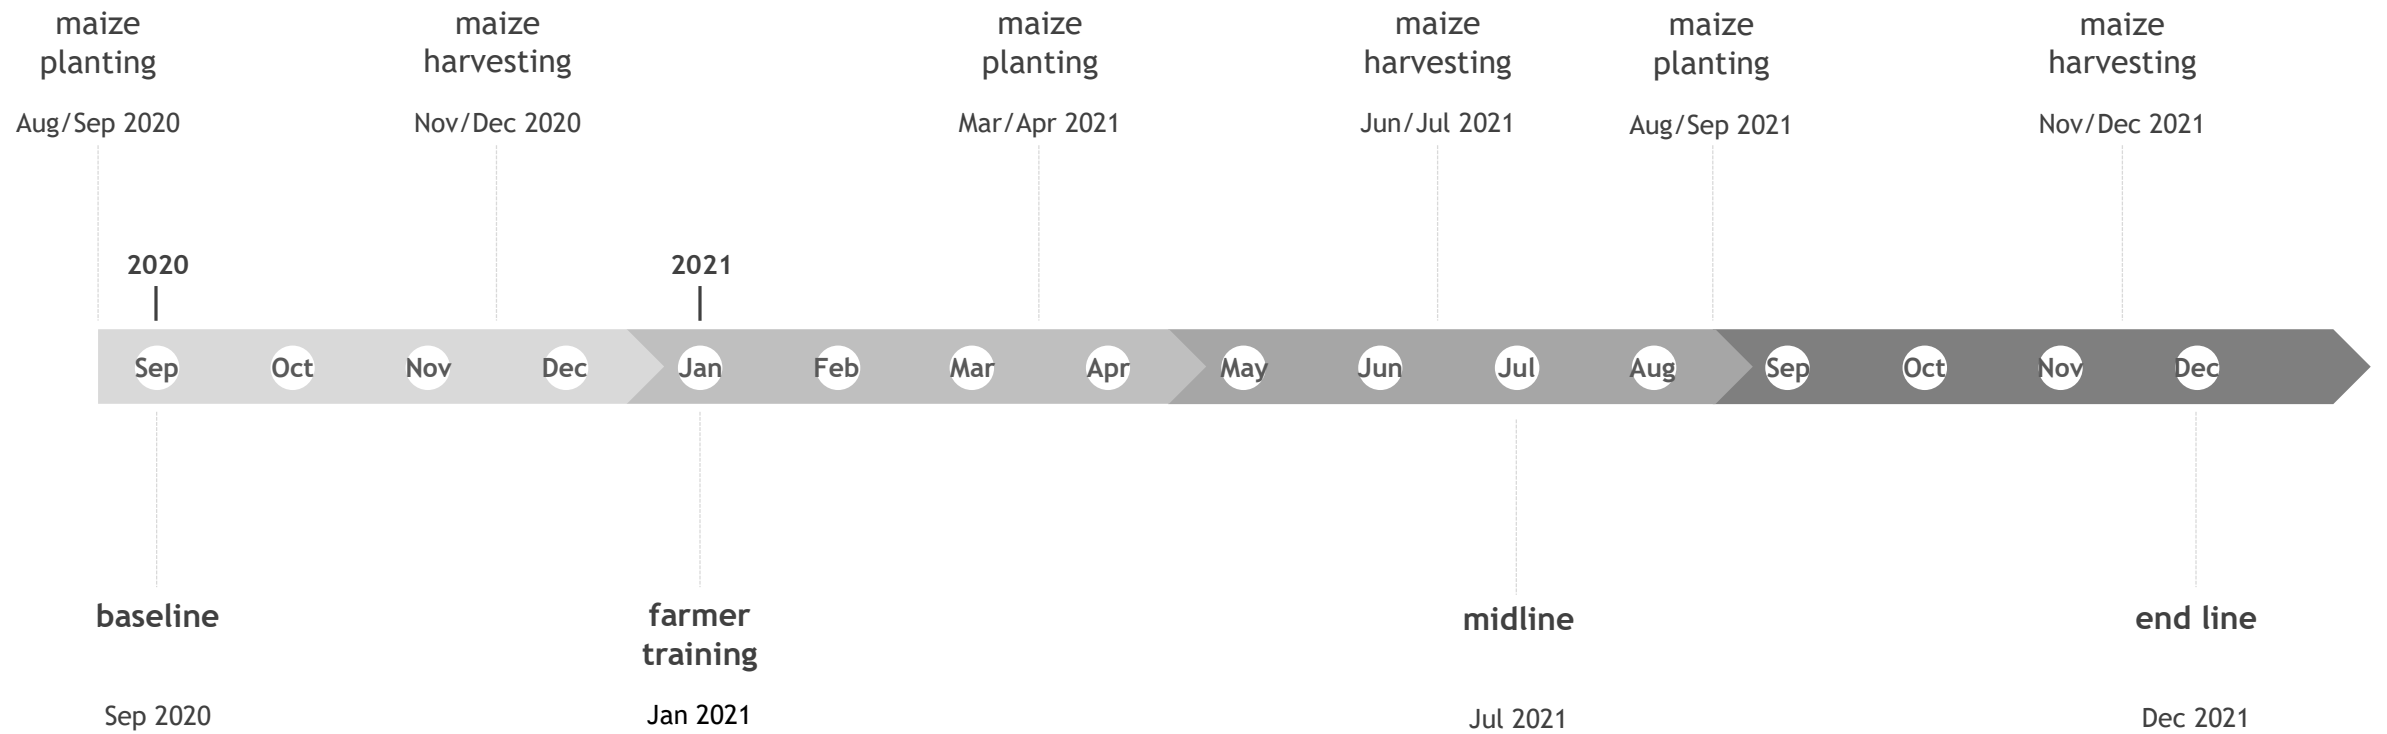 maize
planting
Aug/Sep 2020
maize
harvesting
Nov/Dec 2020
maize
planting
Mar/Apr 2021
maize
harvesting
Jun/Jul 2021
maize
planting
Aug/Sep 2021
maize
harvesting
Nov/Dec 2021
2020
2021
Sep Oct Nov Dec Jan Feb Mar Apr May Jun Jul Aug Sep Oct Nov Dec
baseline
Sep 2020
farmer
training
Jan 2021
midline
Jul 2021
end line
Dec 2021